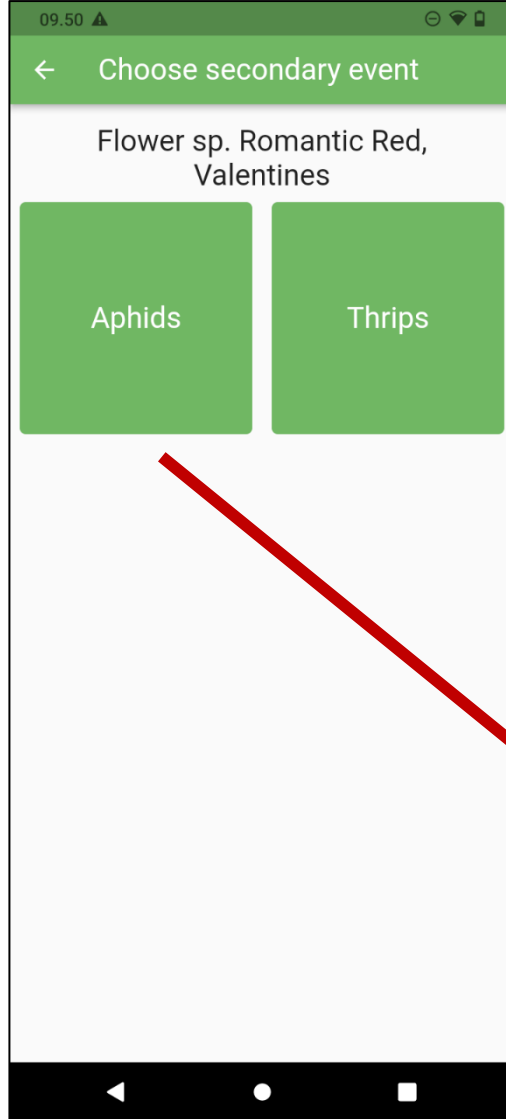 09.50
Choose secondary event
Flower sp. Romantic Red,
Valentines
Aphids
Thrips